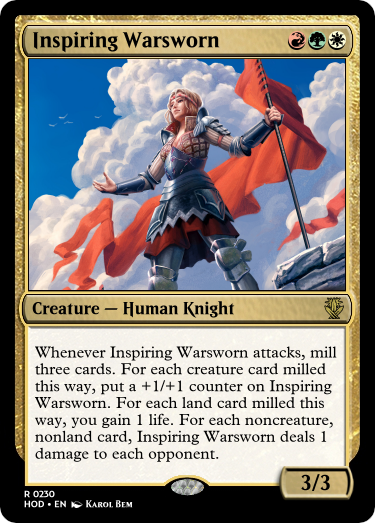 Inspiring Warsworn
Creature — Human Knight
Whenever Inspiring Warsworn attacks, mill
three cards. For each creature card milled
this way, put a +1/+1 counter on Inspiring
Warsworn. For each land card milled this
way, you gain 1 life. For each noncreature,
nonland card, Inspiring Warsworn deals 1
damage to each opponent.
3/3
R 0230
HOD • EN Karol Bem